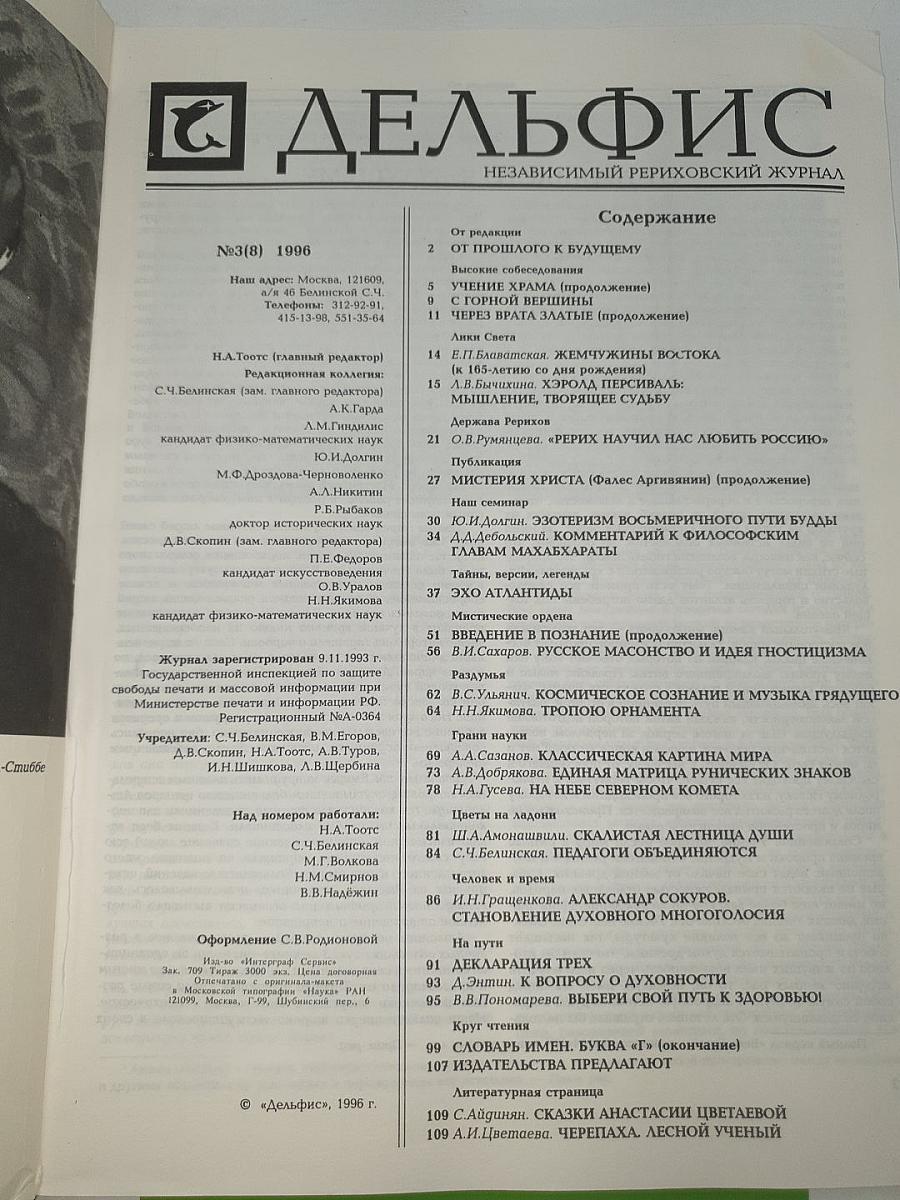 ДЕЛЬФИС
НЕЗАВИСИМЫЙ РЕРИХОВСКИЙ ЖУРНАЛ
№3(8) 1996
Наш адрес: Москва, 121609,
а/я 46 Белинской С.Ч.
Телефоны: 312-92-91,
415-13-98, 551-35-64
Н.А.Тоотс (главный редактор)
Редакционная коллегия:
С.Ч.Белинская (зам. главного редактора)
А.К.Гарда
Л.М.Гиндилис
кандидат физико-математических наук
Ю.И.Долгин
М.Ф.Дроздова-Черноволенко
А.Л.Никитин
Р.Б.Рыбаков
доктор исторических наук
Д.В.Скопин (зам. главного редактора)
П.Е.Федоров
кандидат искусствоведения
О.В.Уралов
Н.Н.Якимова
кандидат физико-математических наук
Журнал зарегистрирован 9.11.1993 г.
Государственной инспекцией по защите
свободы печати и массовой информации при
Министерстве печати и информации РФ.
Регистрационный №А-0364
Учредители: С.Ч.Белинская, В.М.Егоров,
Д.В.Скопин, Н.А.Тоотс, А.В.Туров,
И.Н.Шишкова, Л.В.Щербина
Над номером работали:
Н.А.Тоотс
С.Ч.Белинская
М.Г.Волкова
Н.М.Смирнов
В.В.Надёжин
Оформление С.В.Родионовой
Изд-во «Интерграф Сервис»
Зак. 709 Тираж 3000 экз. Цена договорная
Отпечатано с оригинала-макета
в Московской типографии «Наука» РАН
121099, Москва, Г-99, Шубинский пер., 6
© «Дельфис», 1996 г.
Содержание
От редакции
2 ОТ ПРОШЛОГО К БУДУЩЕМУ
Высокие собеседования
5 УЧЕНИЕ ХРАМА (продолжение)
9 С ГОРНОЙ ВЕРШИНЫ
11 ЧЕРЕЗ ВРАТА ЗЛАТЫЕ (продолжение)
Лики Света
14 Е.П.Блаватская. ЖЕМЧУЖИНЫ ВОСТОКА
(к 165-летию со дня рождения)
15 Л.В.Бычихина. ХЭРОЛД ПЕРСИВАЛЬ:
МЫШЛЕНИЕ, ТВОРЯЩЕЕ СУДЬБУ
Держава Рерихов
21 О.В.Румянцева. «РЕРИХ НАУЧИЛ НАС ЛЮБИТЬ РОССИЮ»
Публикация
27 МИСТЕРИЯ ХРИСТА (Фалес Аргивянин) (продолжение)
Наш семинар
30 Ю.И.Долгин. ЭЗОТЕРИЗМ ВОСЬМЕРИЧНОГО ПУТИ БУДДЫ
34 Д.Д.Дебольский. КОММЕНТАРИЙ К ФИЛОСОФСКИМ
ГЛАВАМ МАХАБХАРАТЫ
Тайны, версии, легенды
37 ЭХО АТЛАНТИДЫ
Мистические ордена
51 ВВЕДЕНИЕ В ПОЗНАНИЕ (продолжение)
56 В.И.Сахаров. РУССКОЕ МАСОНСТВО И ИДЕЯ ГНОСТИЦИЗМА
Раздумья
62 В.С.Ульянич. КОСМИЧЕСКОЕ СОЗНАНИЕ И МУЗЫКА ГРЯДУЩЕГО
64 Н.Н.Якимова. ТРОПОЮ ОРНАМЕНТА
Грани науки
69 А.А.Сазанов. КЛАССИЧЕСКАЯ КАРТИНА МИРА
73 А.В.Добрякова. ЕДИНАЯ МАТРИЦА РУНИЧЕСКИХ ЗНАКОВ
78 Н.А.Гусева. НА НЕБЕ СЕВЕРНОМ КОМЕТА
Цветы на ладони
81 Ш.А.Амонашвили. СКАЛИСТАЯ ЛЕСТНИЦА ДУШИ
84 С.Ч.Белинская. ПЕДАГОГИ ОБЪЕДИНЯЮТСЯ
Человек и время
86 И.Н.Гращенкова. АЛЕКСАНДР СОКУРОВ.
СТАНОВЛЕНИЕ ДУХОВНОГО МНОГОГОЛОСИЯ
На пути
91 ДЕКЛАРАЦИЯ ТРЕХ
93 Д.Энтин. К ВОПРОСУ О ДУХОВНОСТИ
95 В.В.Пономарева. ВЫБЕРИ СВОЙ ПУТЬ К ЗДОРОВЬЮ!
Круг чтения
99 СЛОВАРЬ ИМЕН. БУКВА «Г» (окончание)
107 ИЗДАТЕЛЬСТВА ПРЕДЛАГАЮТ
Литературная страница
109 С.Айдинян. СКАЗКИ АНАСТАСИИ ЦВЕТАЕВОЙ
109 А.И.Цветаева. ЧЕРЕПАХА. ЛЕСНОЙ УЧЕНЫЙ
-Стиббе